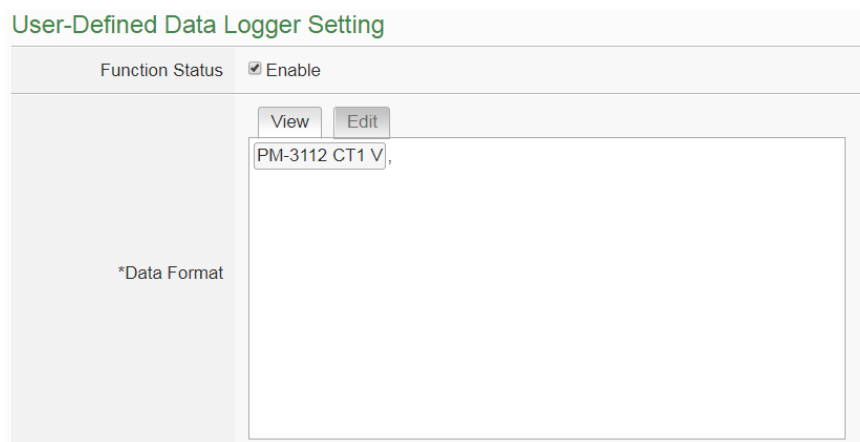 User-Defined Data Logger Setting
Function Status Enable
View Edit
PM-3112 CT1 V ,
*Data Format